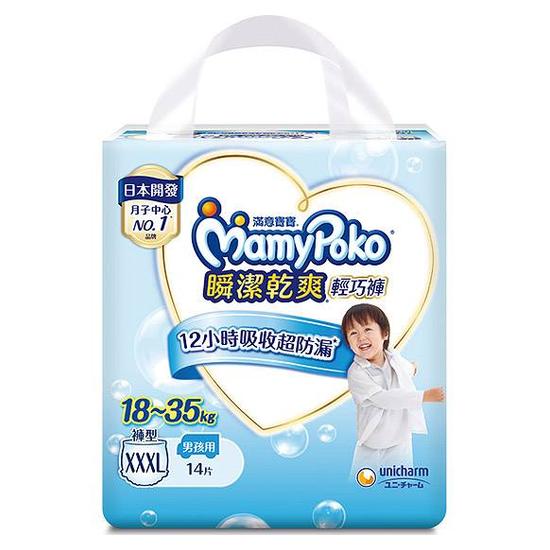 日本開發
月子中心
NO.1
品牌
滿意寶寶®
MamyPoko
瞬潔乾爽®輕巧褲
12小時吸收超防漏*
18~35kg
褲型
XXXL
男孩用
14片
unicharm
ユニ・チャーム